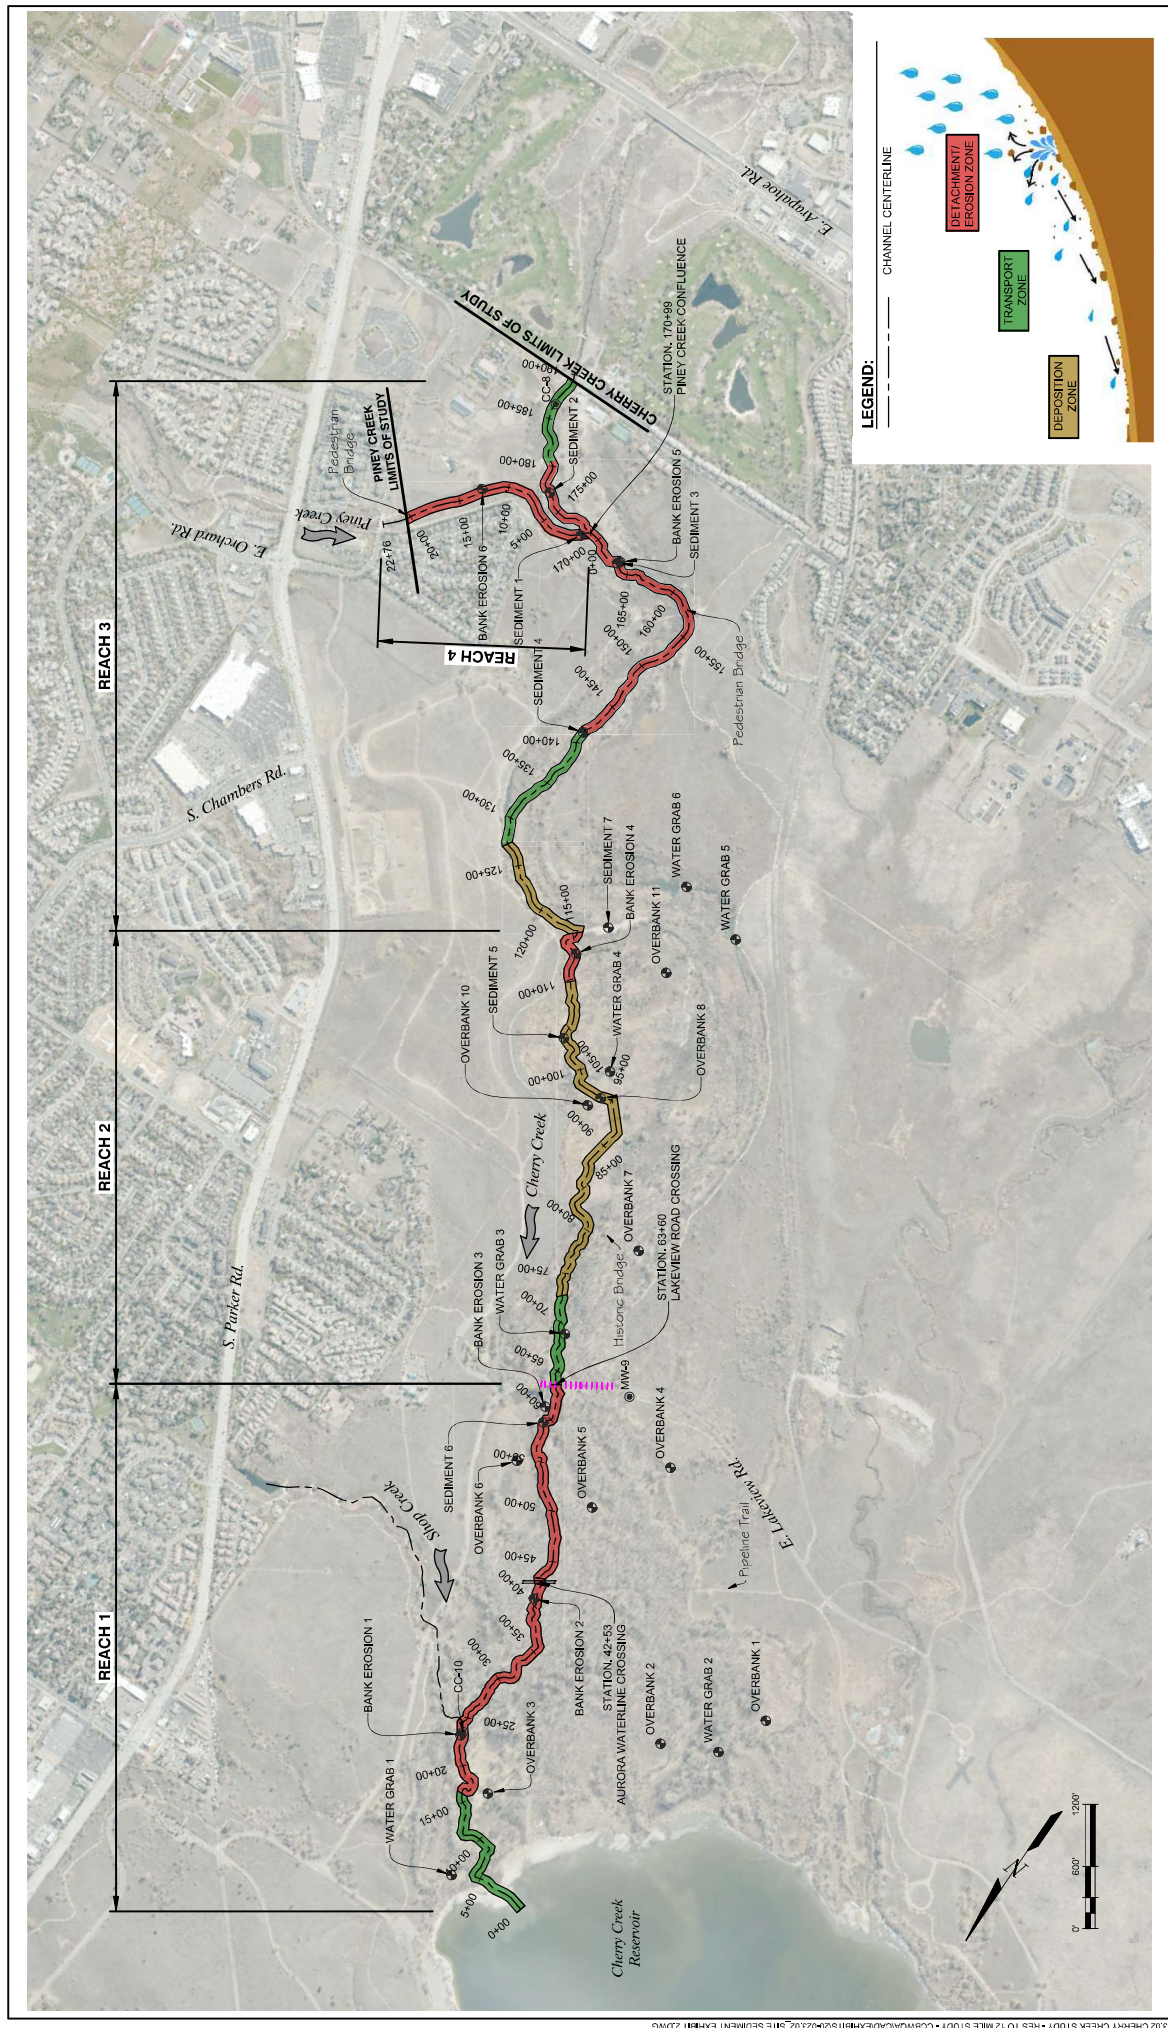 REACH 3
REACH 2
REACH 1
REACH 4
LEGEND:
CHANNEL CENTERLINE
DETACHMENT/
EROSION ZONE
TRANSPORT
ZONE
DEPOSITION
ZONE
E. Arapahoe Rd.
CHERRY CREEK LIMITS OF STUDY
190+00
CC-8
185+00
180+00
SEDIMENT 2
175+00
STATION. 170+99
PINEY CREEK CONFLUENCE
BANK EROSION 5
SEDIMENT 3
PINEY CREEK
LIMITS OF STUDY
Pedestrian
Bridge
Piney Creek
E. Orchard Rd.
22+76
20+00
15+00
10+00
5+00
0+00
BANK EROSION 6
SEDIMENT 1
SEDIMENT 4
170+00
165+00
160+00
155+00
150+00
145+00
140+00
135+00
130+00
125+00
120+00
115+00
110+00
105+00
100+00
95+00
90+00
85+00
80+00
75+00
70+00
65+00
60+00
Pedestrian Bridge
S. Chambers Rd.
SEDIMENT 7
BANK EROSION 4
WATER GRAB 6
OVERBANK 11
WATER GRAB 5
SEDIMENT 5
OVERBANK 10
WATER GRAB 4
OVERBANK 8
Cherry Creek
OVERBANK 7
Historic Bridge
STATION. 63+60
LAKEVIEW ROAD CROSSING
BANK EROSION 3
WATER GRAB 3
MW-9
S. Parker Rd.
SEDIMENT 6
OVERBANK 6
OVERBANK 5
OVERBANK 4
E. Lakeview Rd.
Pipeline Trail
Shop Creek
50+00
45+00
40+00
35+00
30+00
25+00
20+00
15+00
5+00
0+00
BANK EROSION 1
CC-10
BANK EROSION 2
STATION. 42+53
AURORA WATERLINE CROSSING
OVERBANK 3
OVERBANK 2
WATER GRAB 2
OVERBANK 1
WATER GRAB 1
Cherry Creek
Reservoir
N
0'
600'
1200'